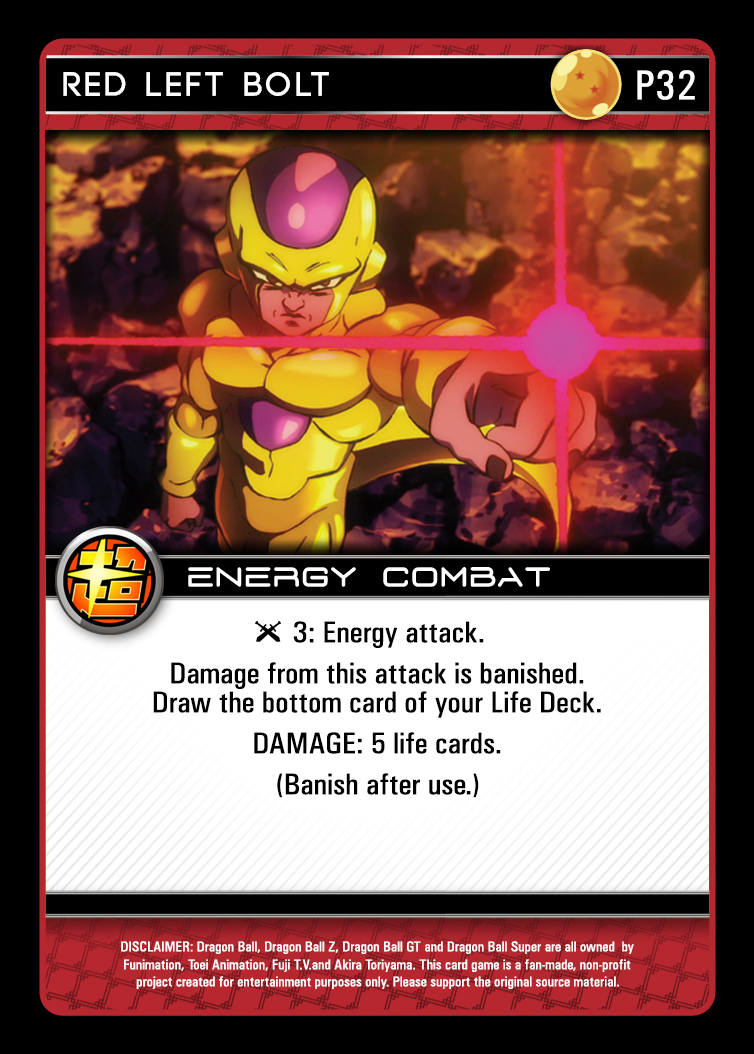 RED LEFT BOLT
P32
ENERGY COMBAT
3: Energy attack.
Damage from this attack is banished.
Draw the bottom card of your Life Deck.
DAMAGE: 5 life cards.
(Banish after use.)
DISCLAIMER: Dragon Ball, Dragon Ball Z, Dragon Ball GT and Dragon Ball Super are all owned by
Funimation, Toei Animation, Fuji T.V.and Akira Toriyama. This card game is a fan-made, non-profit
project created for entertainment purposes only. Please support the original source material.